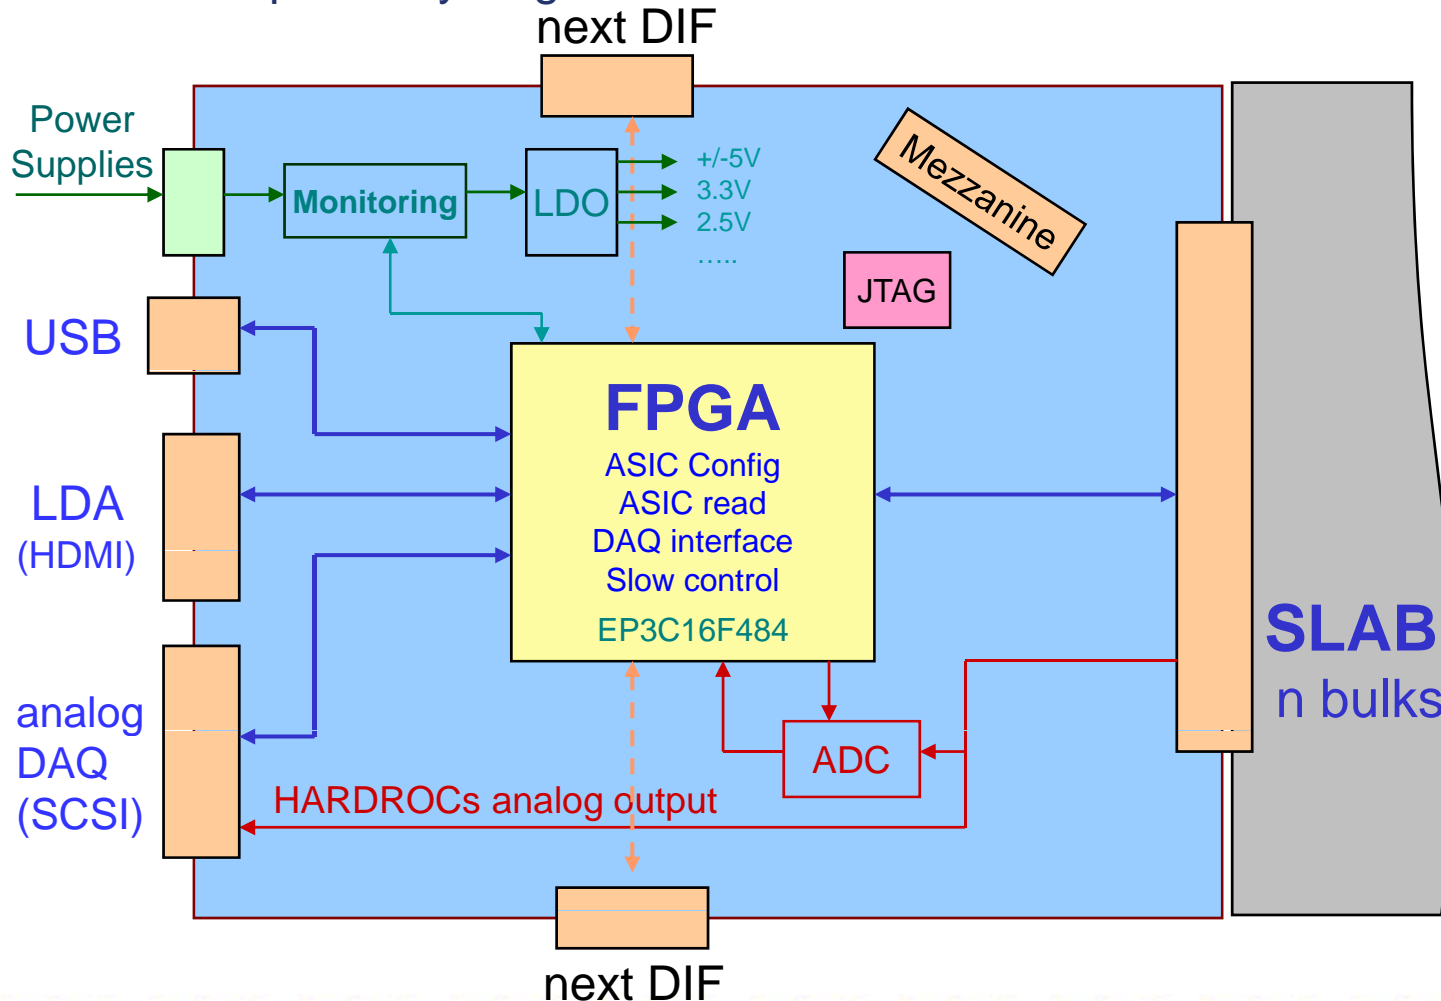 next DIF
Power
Supplies
Monitoring
LDO
+/-5V
3.3V
2.5V
.....
Mezzanine
JTAG
USB
LDA
(HDMI)
FPGA
ASIC Config
ASIC read
DAQ interface
Slow control
EP3C16F484
SLAB
n bulks
analog
DAQ
(SCSI)
ADC
HARDROCs analog output
next DIF